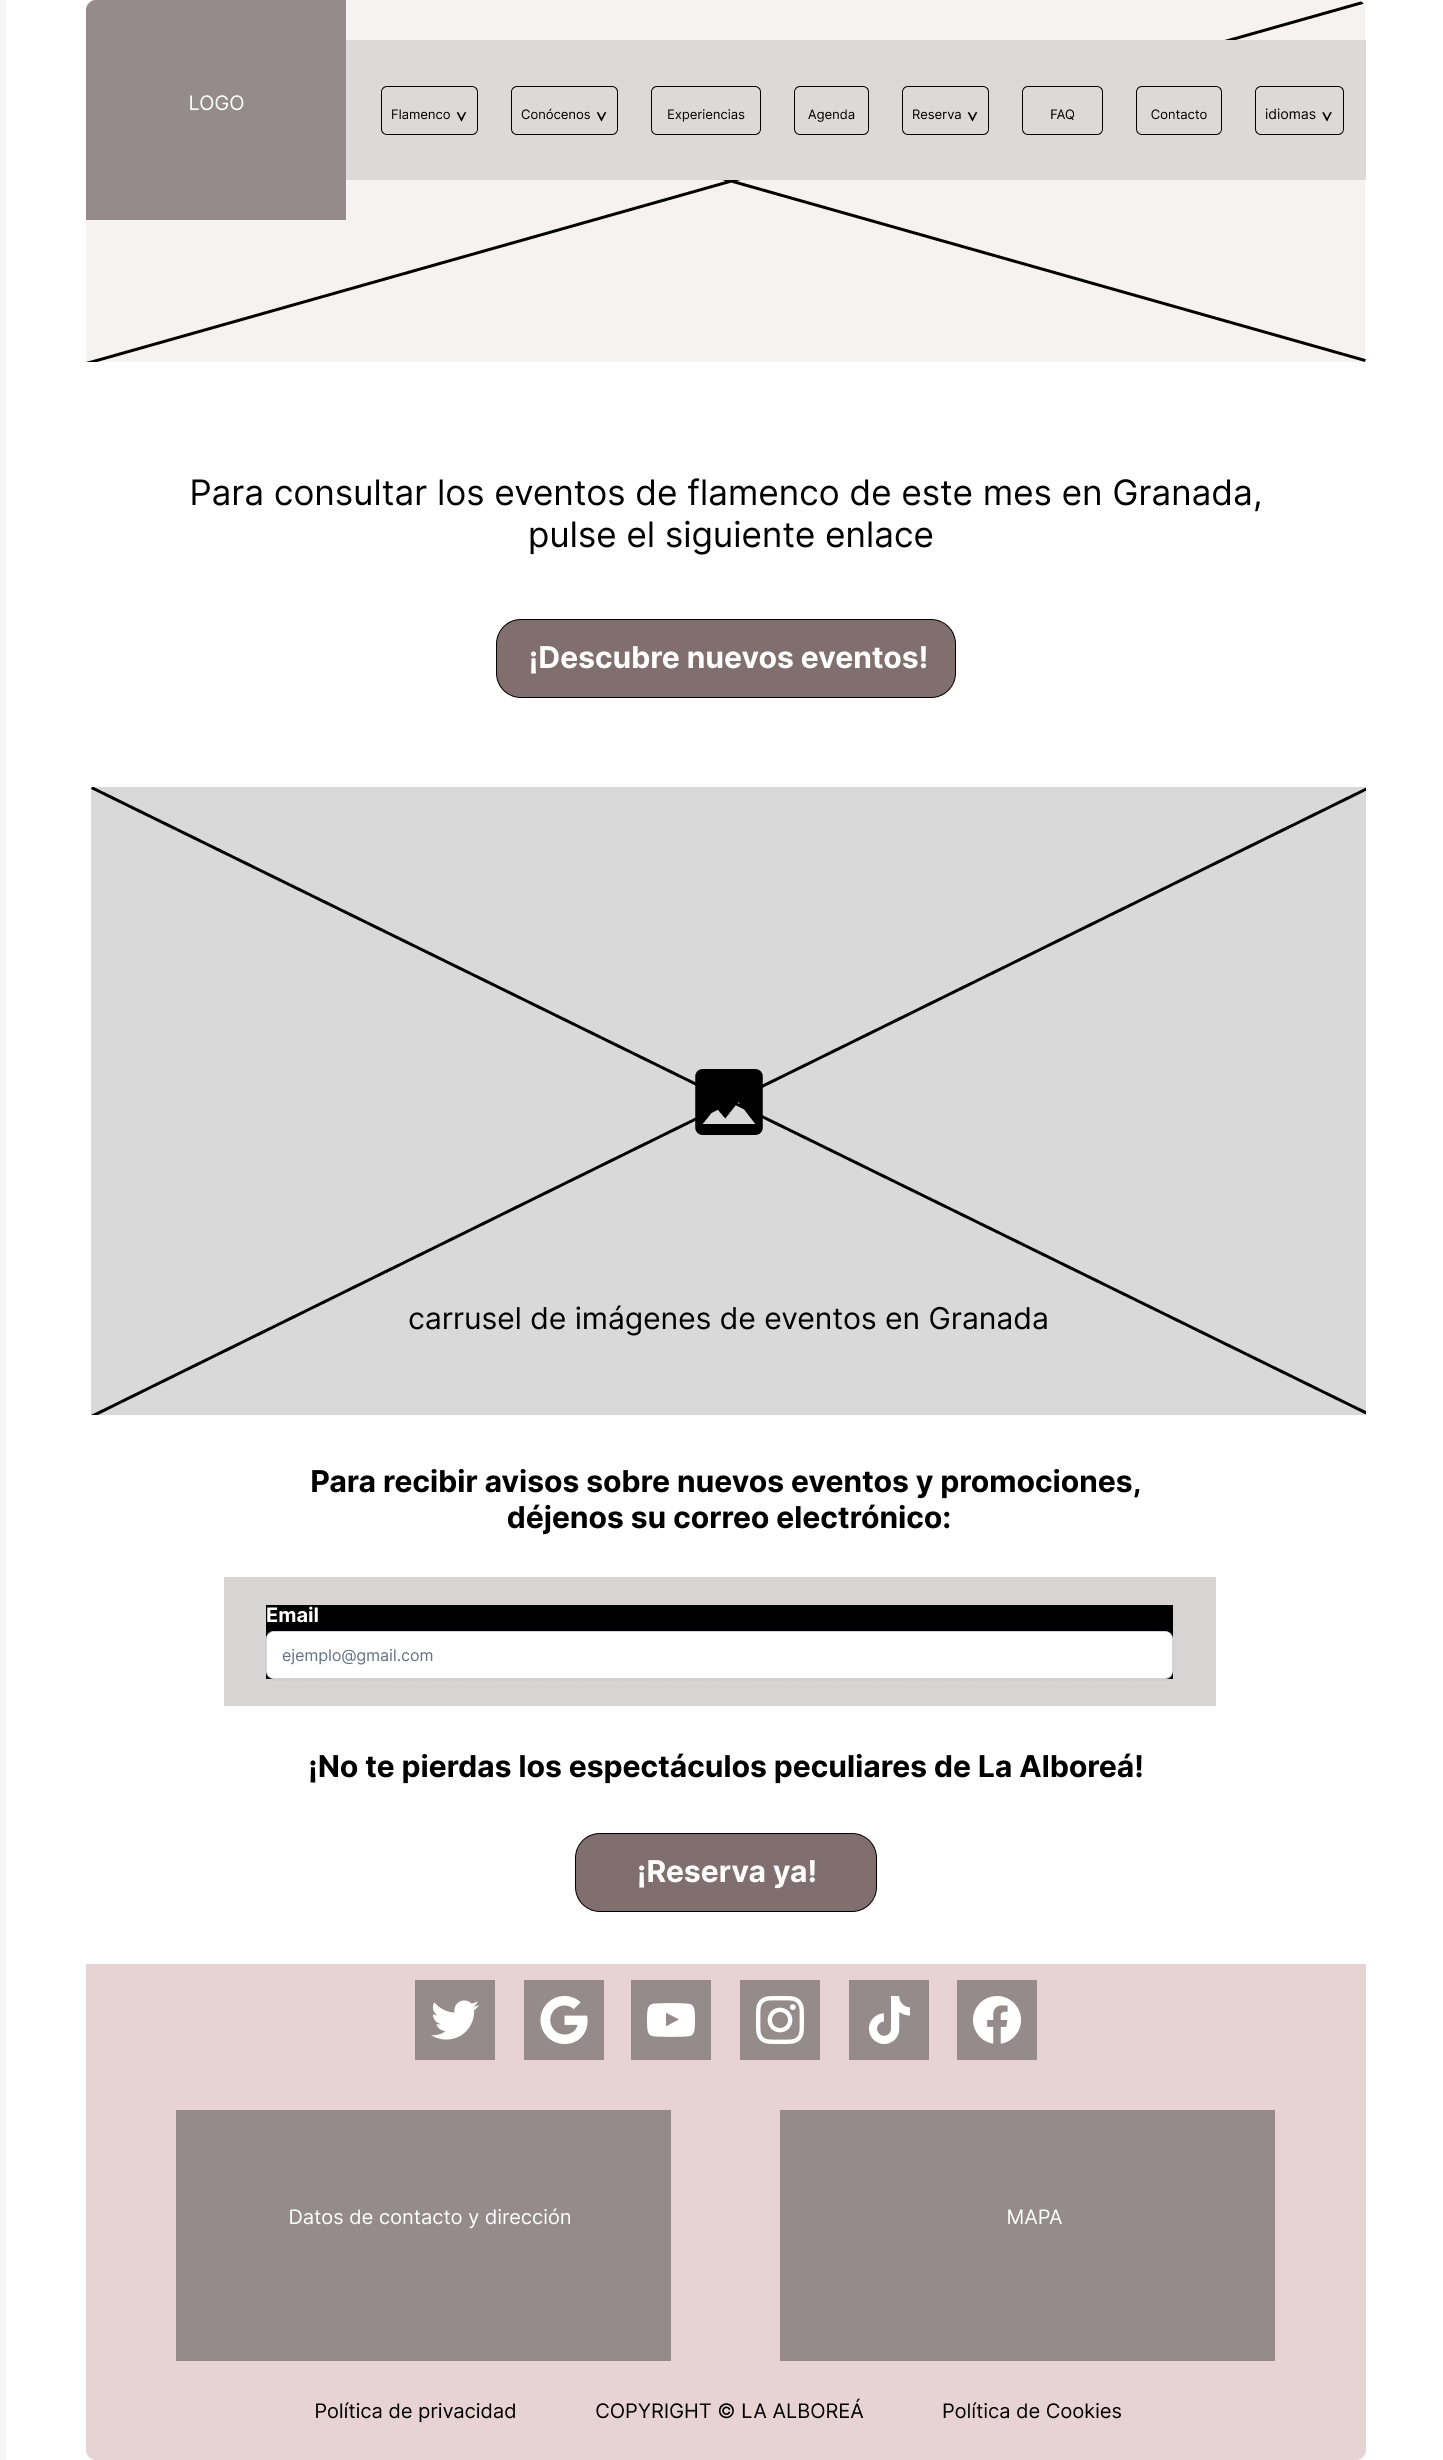 LOGO
Flamenco
Conócenos
Experiencias
Agenda
Reserva
FAQ
Contacto
idiomas
Para consultar los eventos de flamenco de este mes en Granada,
pulse el siguiente enlace
¡Descubre nuevos eventos!
carrusel de imágenes de eventos en Granada
Para recibir avisos sobre nuevos eventos y promociones,
déjenos su correo electrónico:
Email
ejemplo@gmail.com
¡No te pierdas los espectáculos peculiares de La Alboreá!
¡Reserva ya!
Datos de contacto y dirección
MAPA
Política de privacidad
COPYRIGHT © LA ALBOREÁ
Política de Cookies